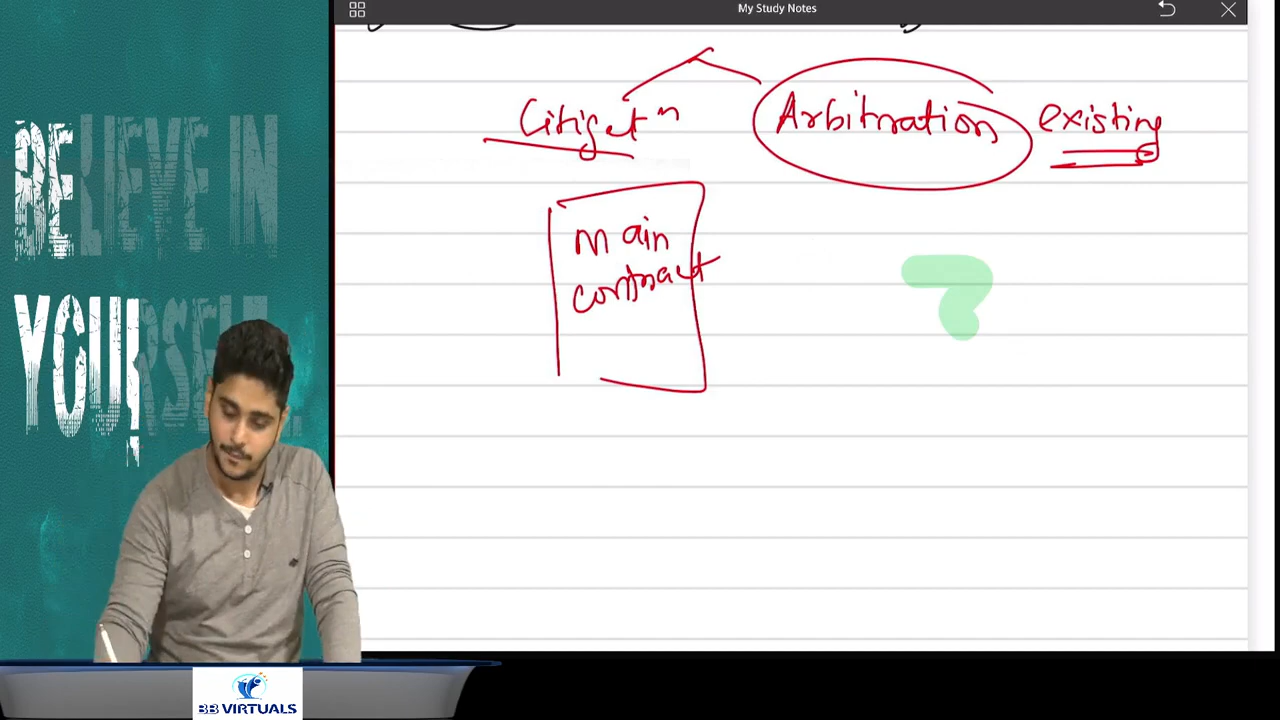 My Study Notes
BELIEVE IN
YOURSELF
Litigatⁿ
Arbitration existing
Main
contract
BB VIRTUALS